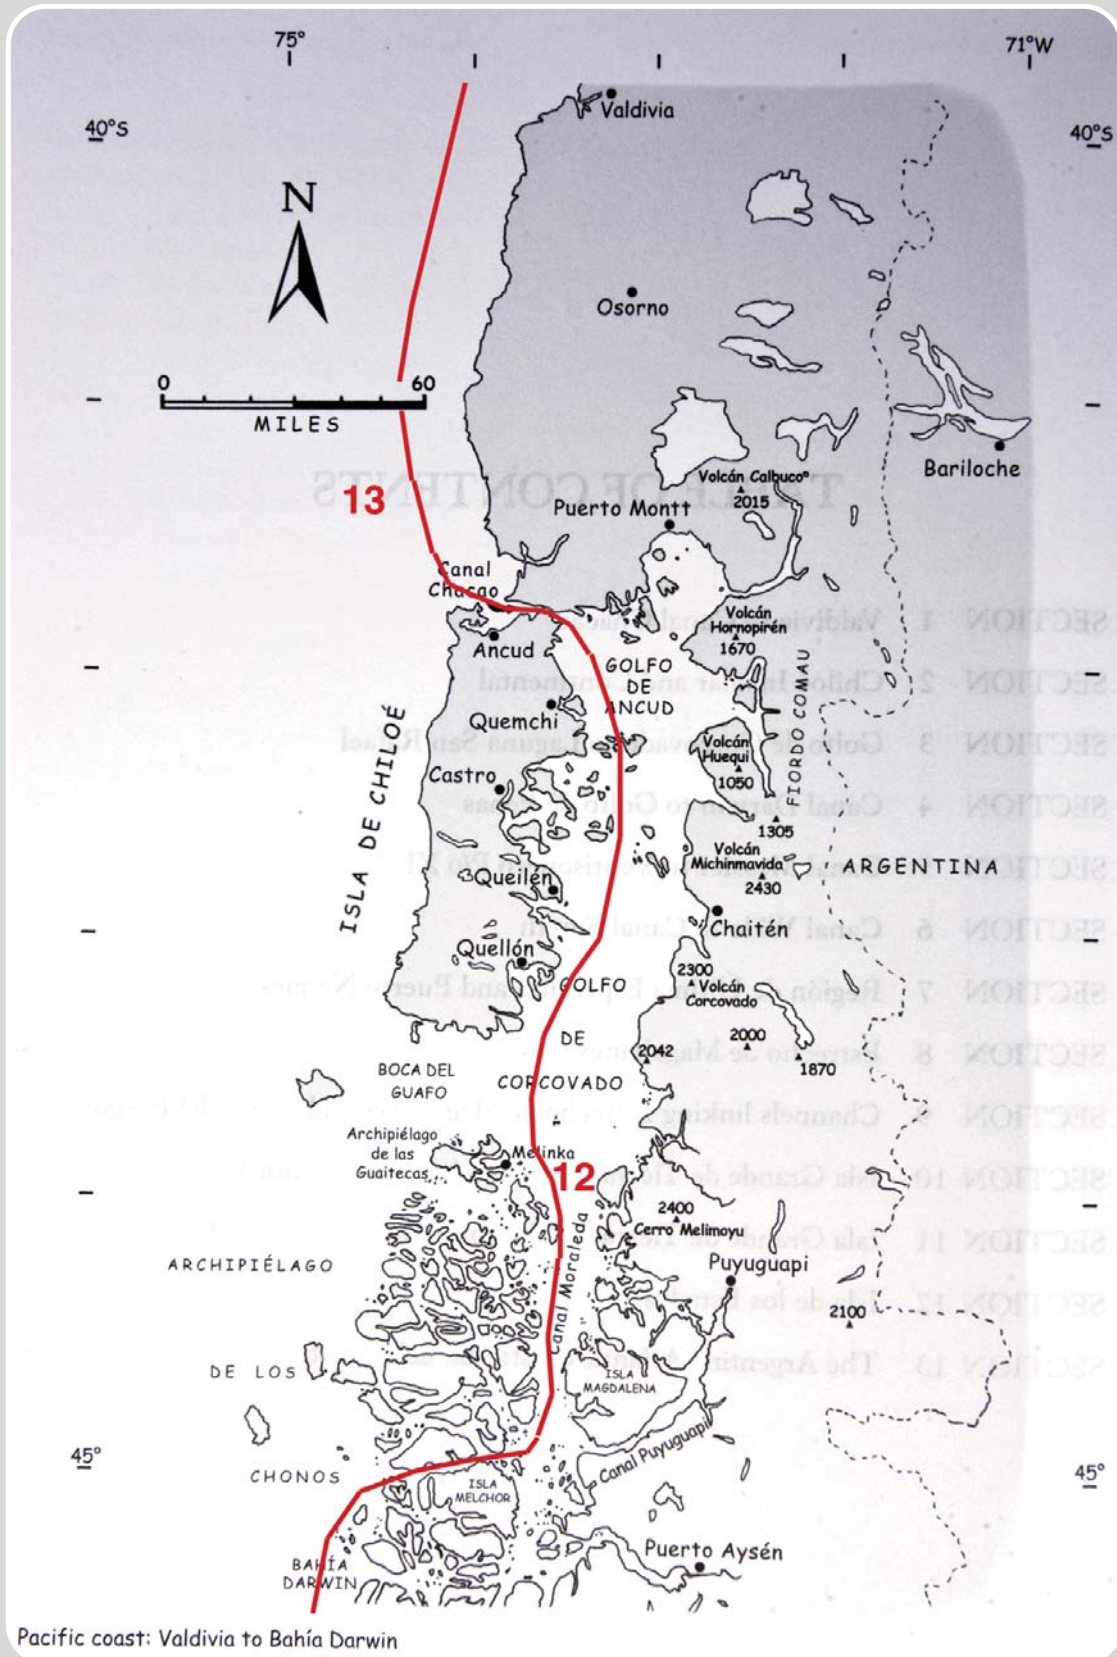 75°
71°W
Valdivia
40°S
40°S
N
Osorno
0 60
MILES
Bariloche
13
Volcán Calbuco
2015
Puerto Montt
Canal
Chacao
Volcán
Hornopirén
1670
Ancud
GOLFO
DE
ANCUD
FIORDO COMAU
Quemchi
Volcán
Huequi
1050
ISLA DE CHIOÉ
Castro
1305
Volcán
Michinmavida
2430
ARGENTINA
Queilén
Chaitén
Quellón
2300
Volcán
Corcovado
GOLFO
DE
CORCOVADO
2042
2000
1870
BOCA DEL
GUAFO
Archipiélago
de las
Guaitecas
Melinka
12
2400
Cerro Melimoyu
Canal Moraleda
ARCHIPIÉLAGO
Puyuguapi
2100
DE LOS
ISLA
MAGDALENA
Canal Puyuguapi
45°
45°
CHONOS
ISLA
MELCHOR
BAHÍA
DARWIN
Puerto Aysén
Pacific coast: Valdivia to Bahía Darwin